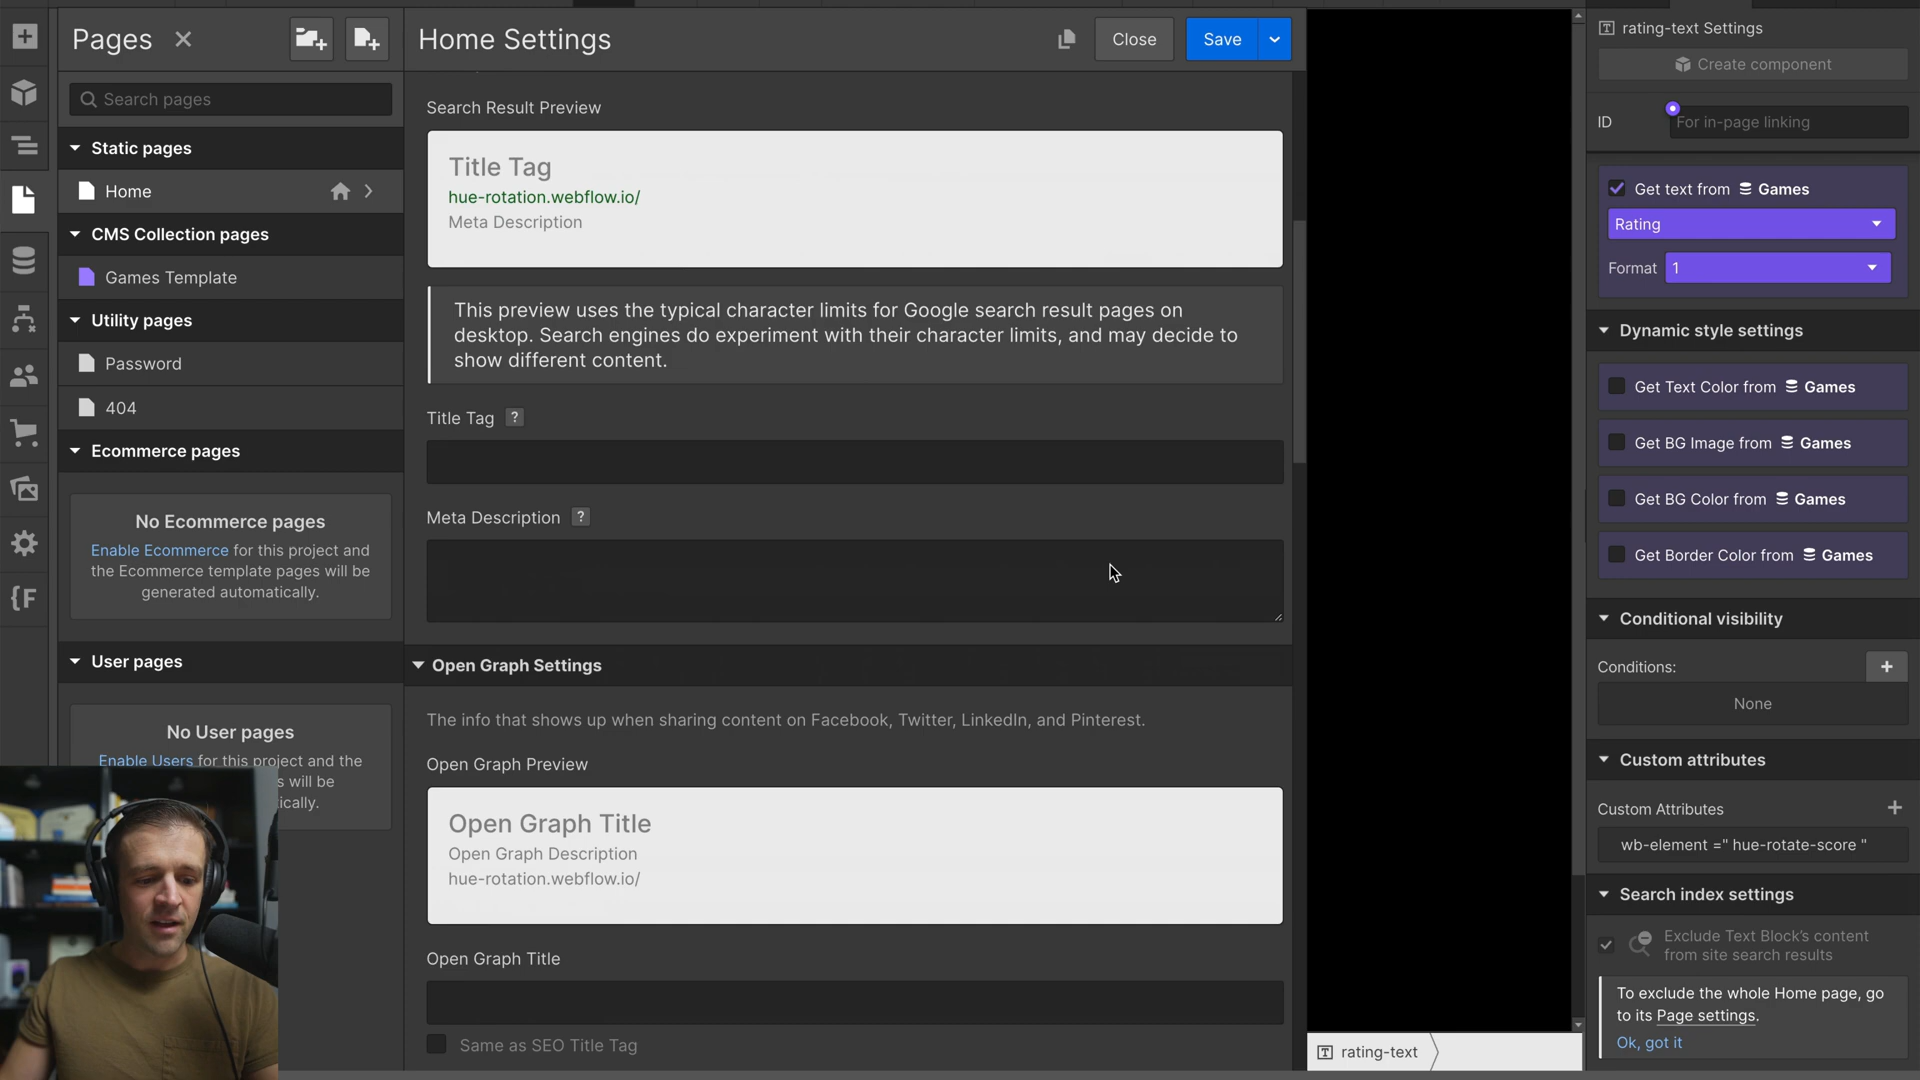 Pages
Home Settings
Close
Save
Search pages
Static pages
Home
CMS Collection pages
Games Template
Utility pages
Password
404
Ecommerce pages
No Ecommerce pages
Enable Ecommerce for this project and
the Ecommerce template pages will be
generated automatically.
User pages
No User pages
Enable Users for this project and the
s will be
ically.
{F
Search Result Preview
Title Tag
hue-rotation.webflow.io/
Meta Description
This preview uses the typical character limits for Google search result pages on
desktop. Search engines do experiment with their character limits, and may decide to
show different content.
Title Tag ?
Meta Description ?
Open Graph Settings
The info that shows up when sharing content on Facebook, Twitter, LinkedIn, and Pinterest.
Open Graph Preview
Open Graph Title
Open Graph Description
hue-rotation.webflow.io/
Open Graph Title
Same as SEO Title Tag
rating-text
rating-text Settings
Create component
ID
For in-page linking
Get text from Games
Rating
Format 1
Dynamic style settings
Get Text Color from Games
Get BG Image from Games
Get BG Color from Games
Get Border Color from Games
Conditional visibility
Conditions:
None
Custom attributes
Custom Attributes
wb-element =" hue-rotate-score "
Search index settings
Exclude Text Block's content
from site search results
To exclude the whole Home page, go
to its Page settings.
Ok, got it